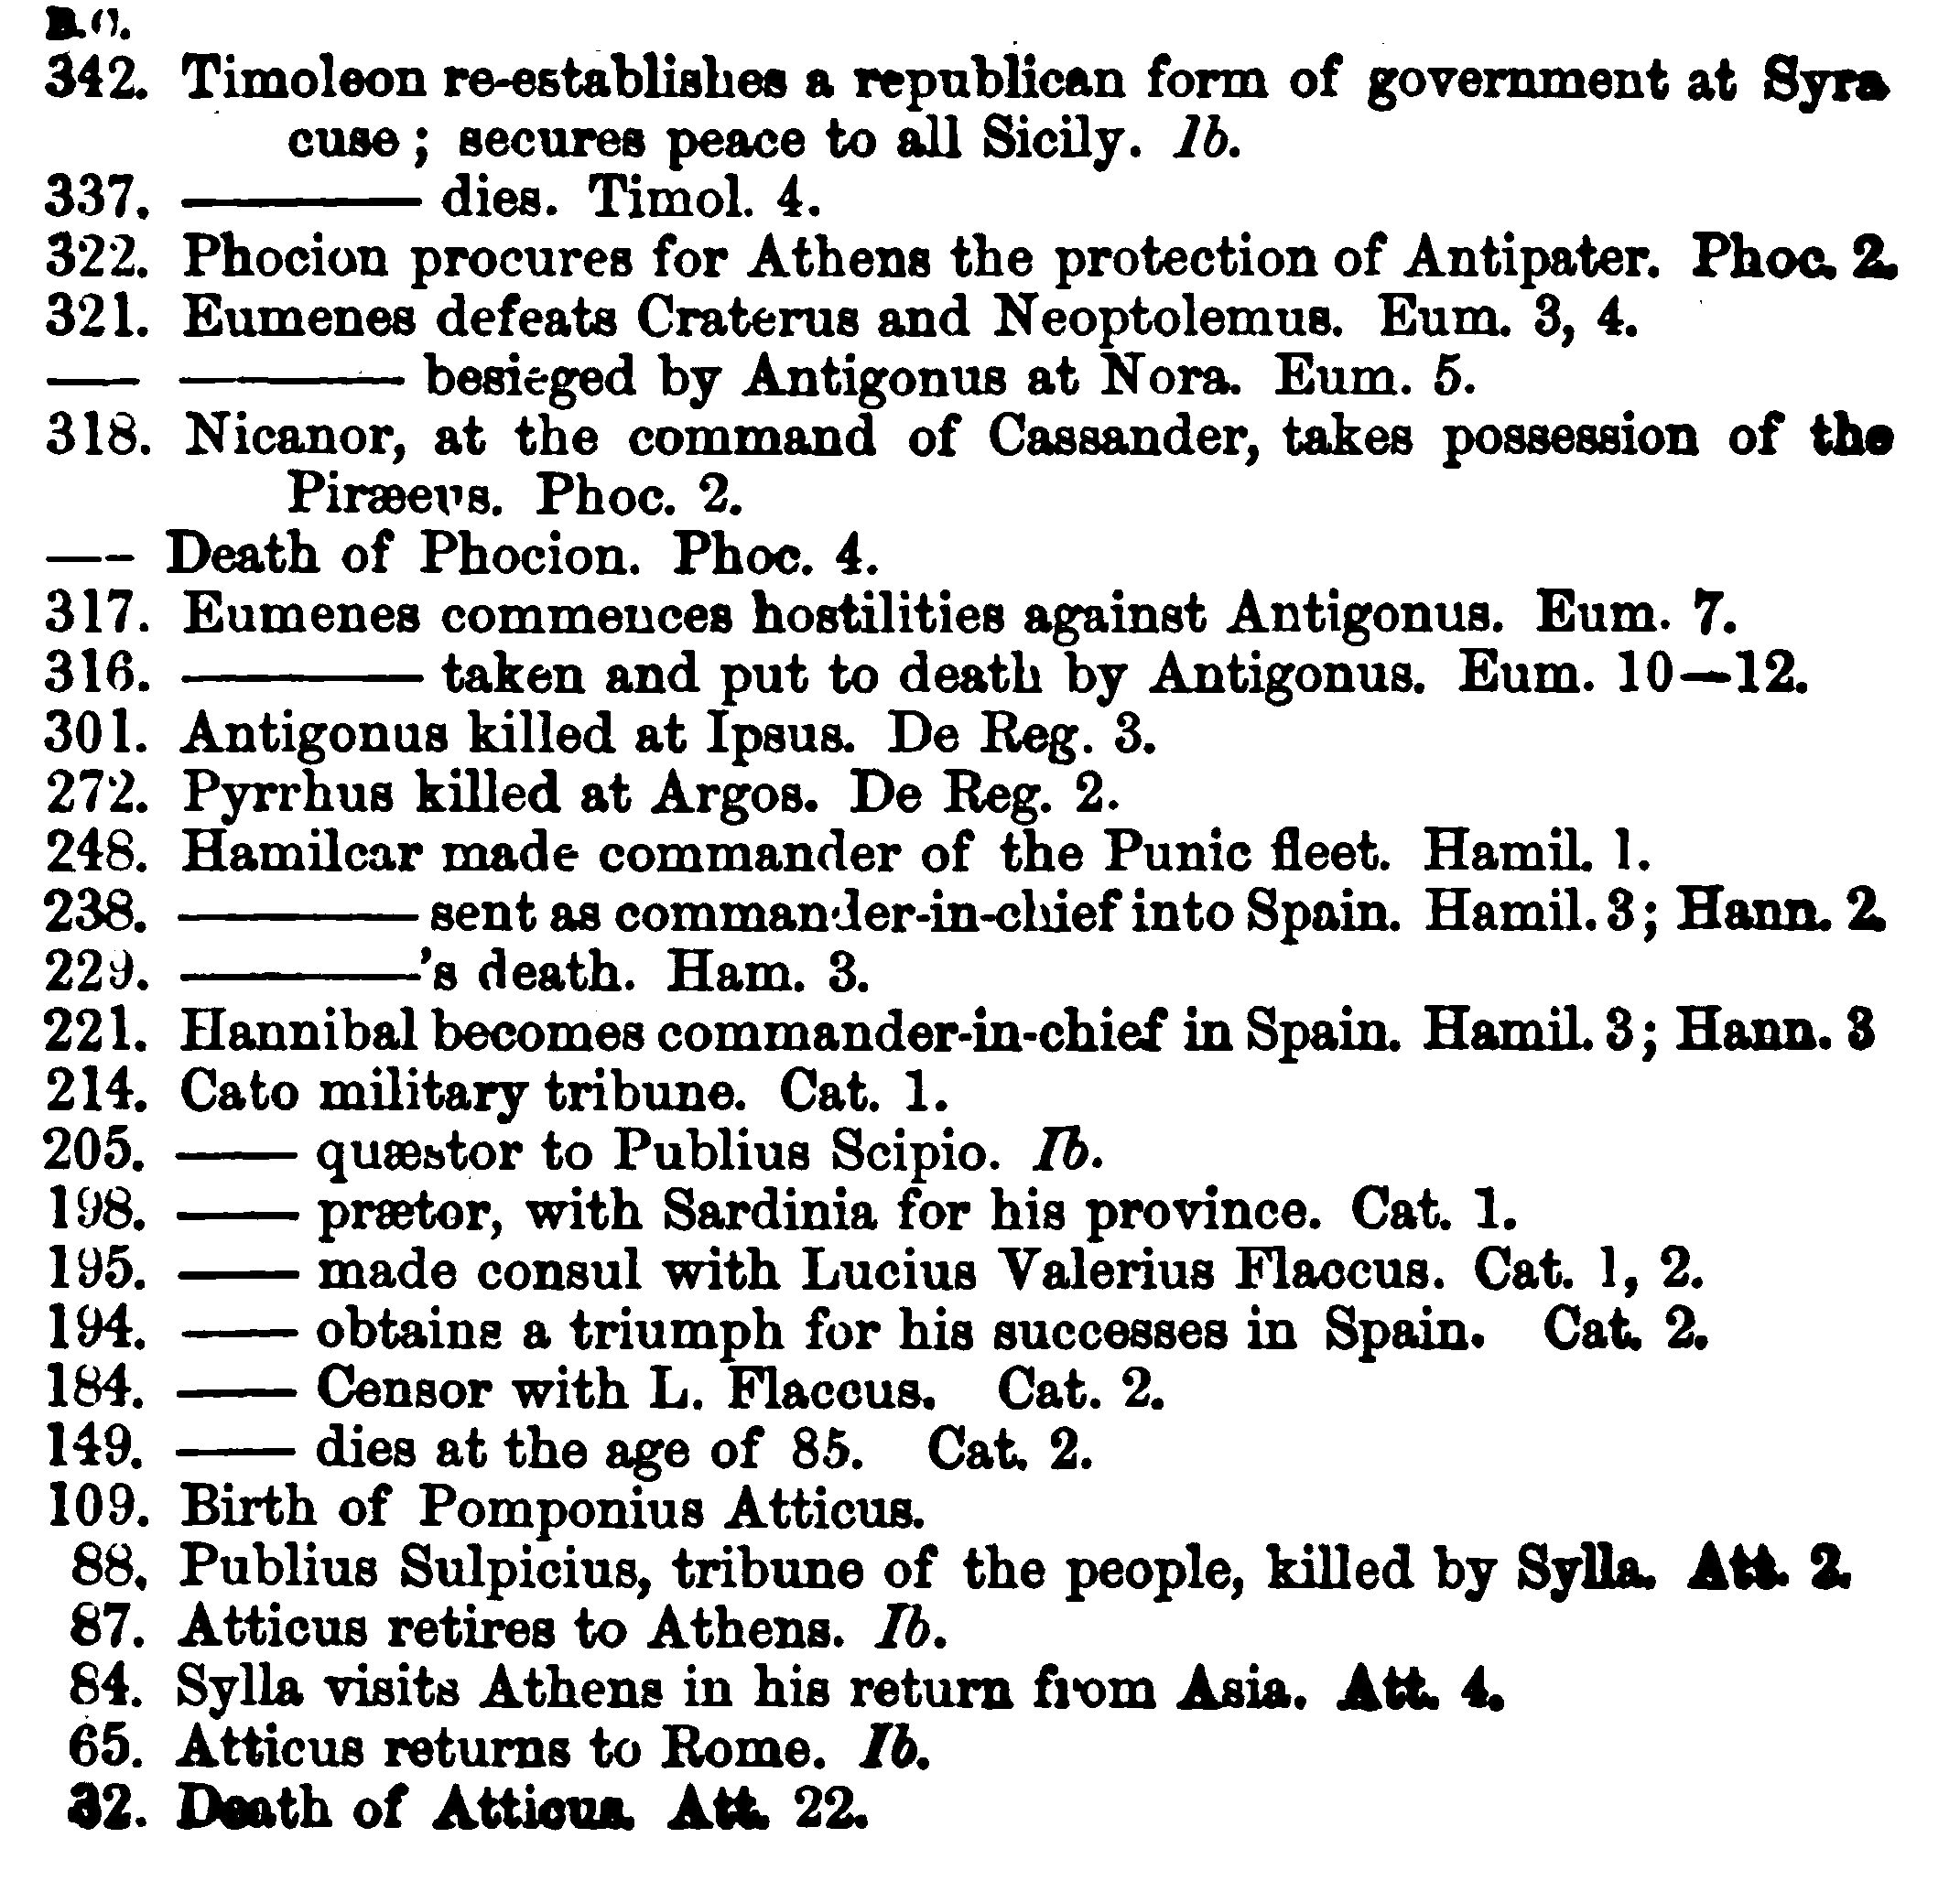 B.C.
342. Timoleon re-establishes a republican form of government at Syra
cuse; secures peace to all Sicily. Ib.
337. ——— dies. Timol. 4.
322. Phocion procures for Athens the protection of Antipater. Phoc. 2.
321. Eumenes defeats Craterus and Neoptolemus. Eum. 3, 4.
— ——— besieged by Antigonus at Nora. Eum. 5.
318. Nicanor, at the command of Cassander, takes possession of the
Piræeus. Phoc. 2.
— Death of Phocion. Phoc. 4.
317. Eumenes commences hostilities against Antigonus. Eum. 7.
316. ——— taken and put to death by Antigonus. Eum. 10—12.
301. Antigonus killed at Ipsus. De Reg. 3.
272. Pyrrhus killed at Argos. De Reg. 2.
248. Hamilcar made commander of the Punic fleet. Hamil. 1.
238. ——— sent as commander-in-chief into Spain. Hamil. 3; Hann. 2
229. ———'s death. Ham. 3.
221. Hannibal becomes commander-in-chief in Spain. Hamil. 3; Hann. 3
214. Cato military tribune. Cat. 1.
205. —— quæstor to Publius Scipio. Ib.
198. —— prætor, with Sardinia for his province. Cat. 1.
195. —— made consul with Lucius Valerius Flaccus. Cat. 1, 2.
194. —— obtains a triumph for his successes in Spain. Cat. 2.
184. —— Censor with L. Flaccus. Cat. 2.
149. —— dies at the age of 85. Cat. 2.
109. Birth of Pomponius Atticus.
88. Publius Sulpicius, tribune of the people, killed by Sylla. Att. 2.
87. Atticus retires to Athens. Ib.
84. Sylla visits Athens in his return from Asia. Att. 4.
65. Atticus returns to Rome. Ib.
32. Death of Atticus. Att. 22.